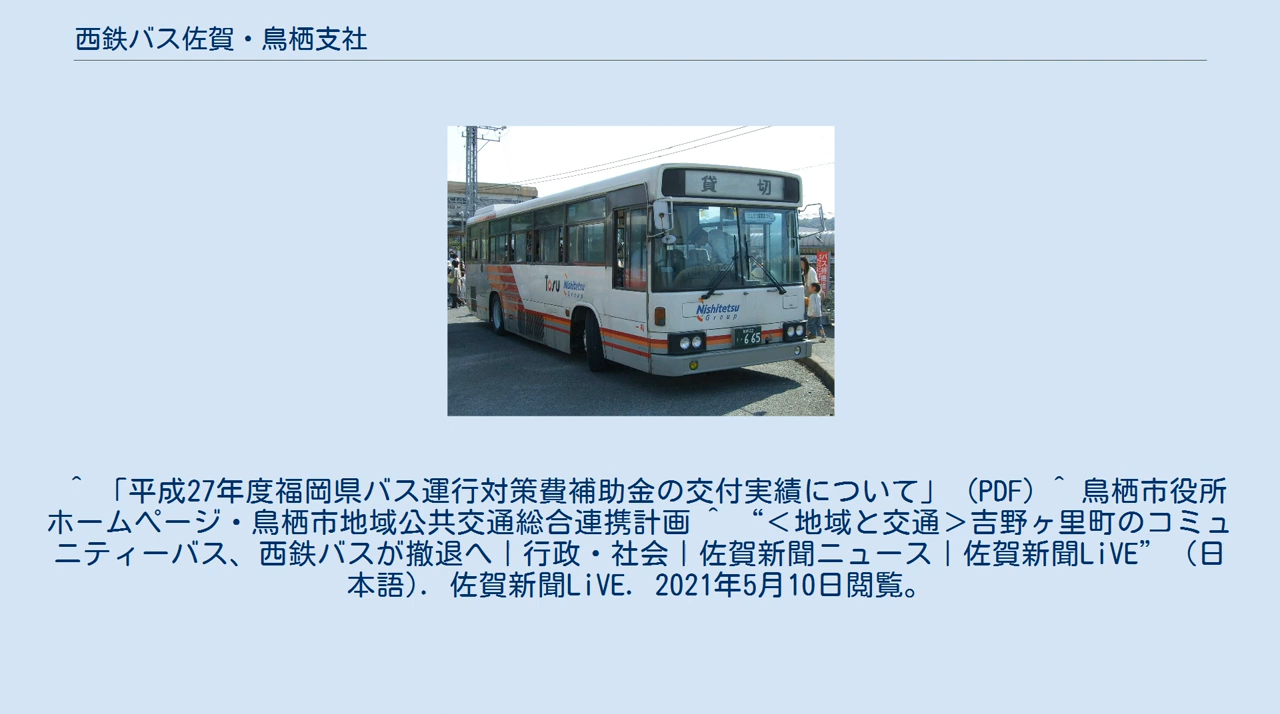 西鉄バス佐賀・鳥栖支社
貸 切
Tosu
Nishitetsu
Group
Nishitetsu
Group
665
^ 「平成27年度福岡県バス運行対策費補助金の交付実績について」（PDF）^ 鳥栖市役所
ホームページ・鳥栖市地域公共交通総合連携計画 ^ “＜地域と交通＞吉野ヶ里町のコミュ
ニティーバス、西鉄バスが撤退へ｜行政・社会｜佐賀新聞ニュース｜佐賀新聞LiVE” （日
本語）. 佐賀新聞LiVE. 2021年5月10日閲覧。